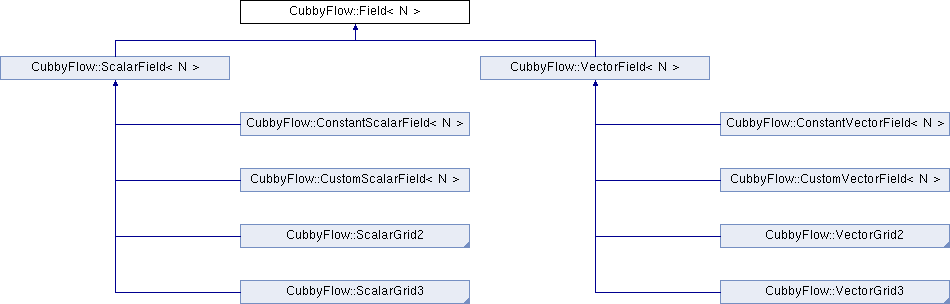 CubbyFlow::Field< N >
CubbyFlow::ScalarField< N >
CubbyFlow::VectorField< N >
CubbyFlow::ConstantScalarField< N >
CubbyFlow::ConstantVectorField< N >
CubbyFlow::CustomScalarField< N >
CubbyFlow::CustomVectorField< N >
CubbyFlow::ScalarGrid2
CubbyFlow::VectorGrid2
CubbyFlow::ScalarGrid3
CubbyFlow::VectorGrid3